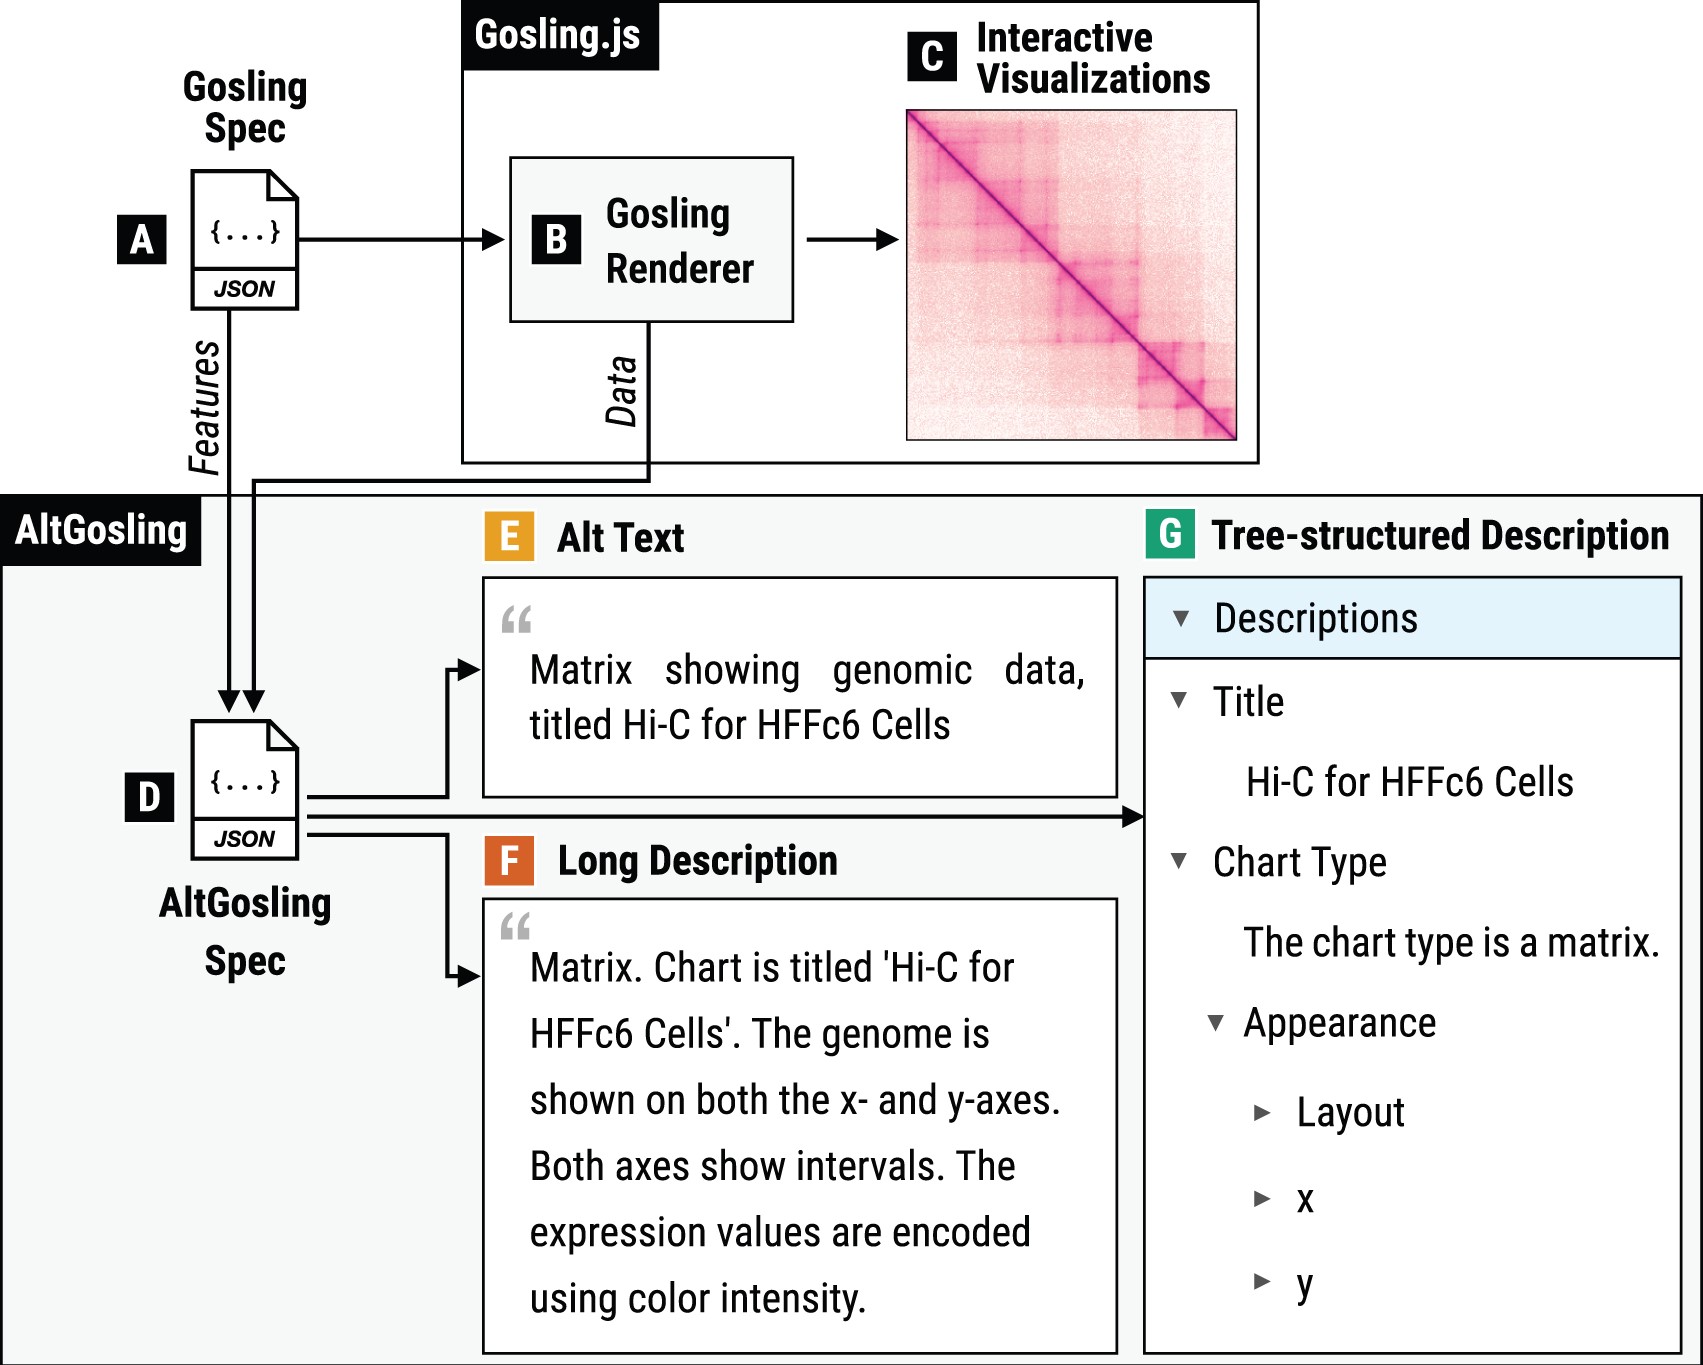 Gosling.js
C
Interactive
Visualizations
Gosling
Spec
A
{...}
JSON
B
Gosling
Renderer
Features
Data
AltGosling
E
Alt Text
“
Matrix showing genomic data,
titled Hi-C for HFFc6 Cells
D
{...}
JSON
AltGosling
Spec
F
Long Description
“
Matrix. Chart is titled 'Hi-C for
HFFc6 Cells'. The genome is
shown on both the x- and y-axes.
Both axes show intervals. The
expression values are encoded
using color intensity.
G
Tree-structured Description
▼ Descriptions
▼ Title
Hi-C for HFFc6 Cells
▼ Chart Type
The chart type is a matrix.
▼ Appearance
► Layout
► x
► y